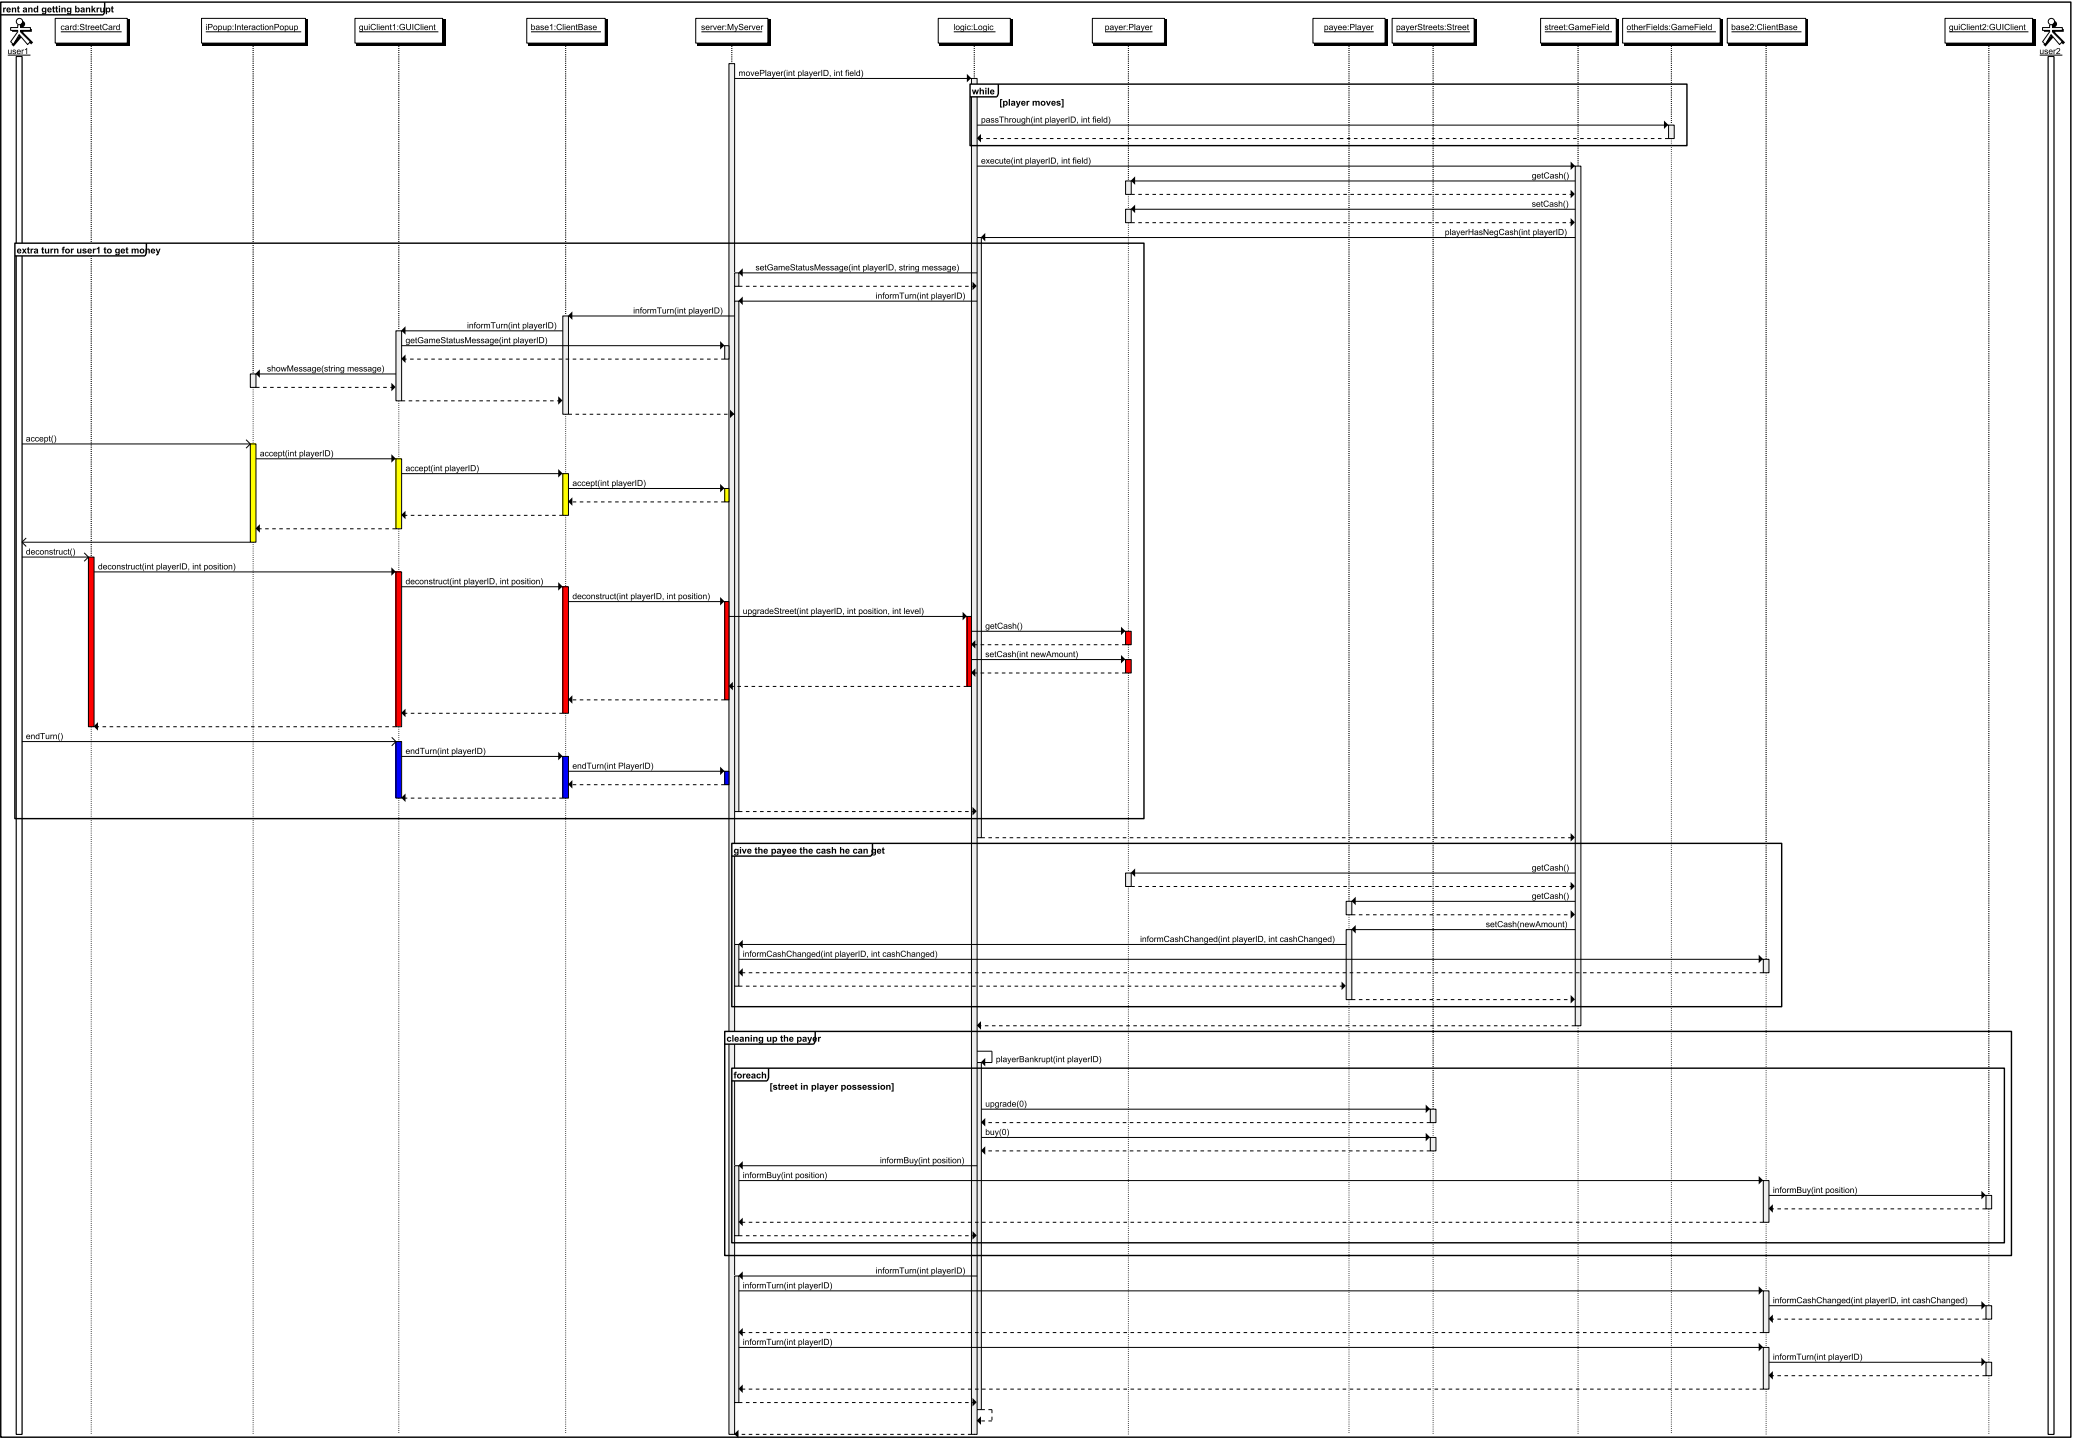 rent and getting bankrupt
user1
card:StreetCard
iPopup:InteractionPopup
guiClient1:GUIClient
base1:ClientBase
server:MyServer
logic:Logic
payer:Player
payee:Player
payerStreets:Street
street:GameField
otherFields:GameField
base2:ClientBase
guiClient2:GUIClient
user2
movePlayer(int playerID, int field)
while
[player moves]
passThrough(int playerID, int field)
execute(int playerID, int field)
getCash()
setCash()
playerHasNegCash(int playerID)
extra turn for user1 to get money
setGameStatusMessage(int playerID, string message)
informTurn(int playerID)
informTurn(int playerID)
informTurn(int playerID)
getGameStatusMessage(int playerID)
showMessage(string message)
accept()
accept(int playerID)
accept(int playerID)
accept(int playerID)
deconstruct()
deconstruct(int playerID, int position)
deconstruct(int playerID, int position)
deconstruct(int playerID, int position)
upgradeStreet(int playerID, int position, int level)
getCash()
setCash(int newAmount)
endTurn()
endTurn(int playerID)
endTurn(int PlayerID)
give the payee the cash he can get
getCash()
getCash()
setCash(newAmount)
informCashChanged(int playerID, int cashChanged)
informCashChanged(int playerID, int cashChanged)
cleaning up the payer
playerBankrupt(int playerID)
foreach
[street in player possession]
upgrade(0)
buy(0)
informBuy(int position)
informBuy(int position)
informBuy(int position)
informTurn(int playerID)
informTurn(int playerID)
informCashChanged(int playerID, int cashChanged)
informTurn(int playerID)
informTurn(int playerID)